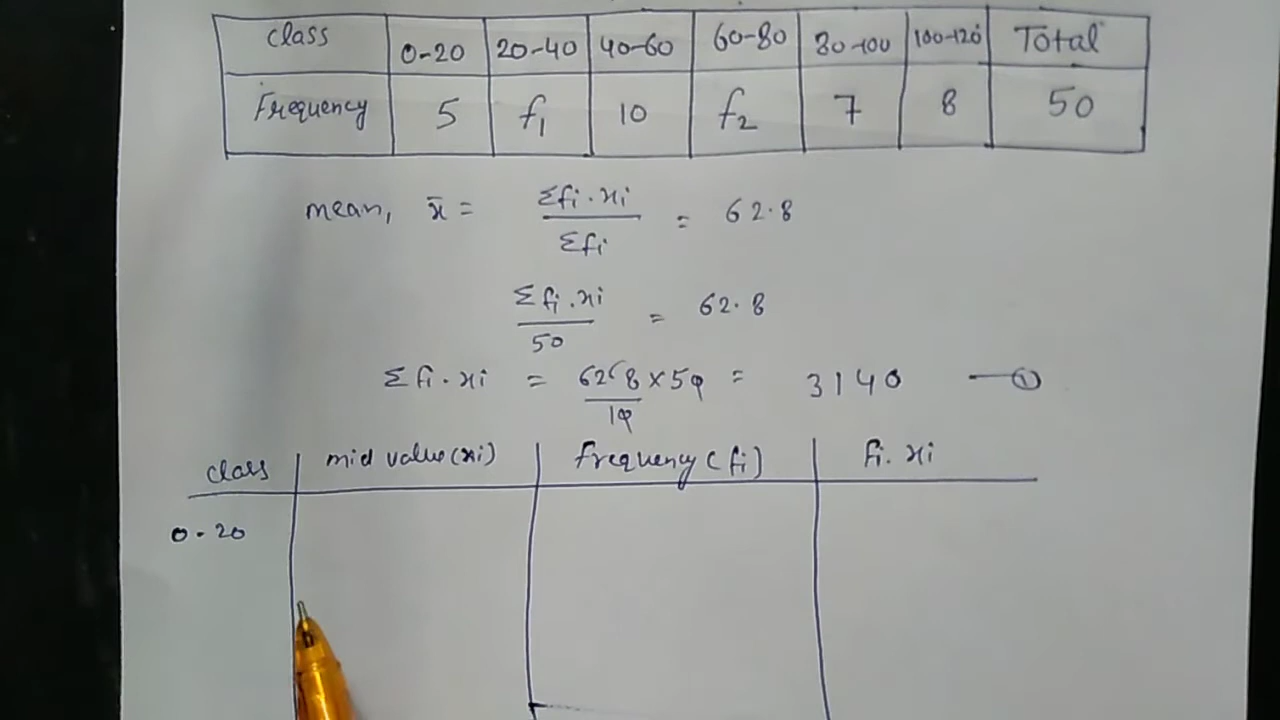 class 0-20 20-40 40-60 60-80 80-100 100-120 Total
Frequency 5 f₁ 10 f₂ 7 8 50
mean, x̄ = Σfi.xi / Σfi = 62.8
Σfi.xi / 50 = 62.8
Σfi.xi = 628 × 50 / 10 = 3140 — ①
class mid value(xi) frequency(fi) fi.xi
0-20